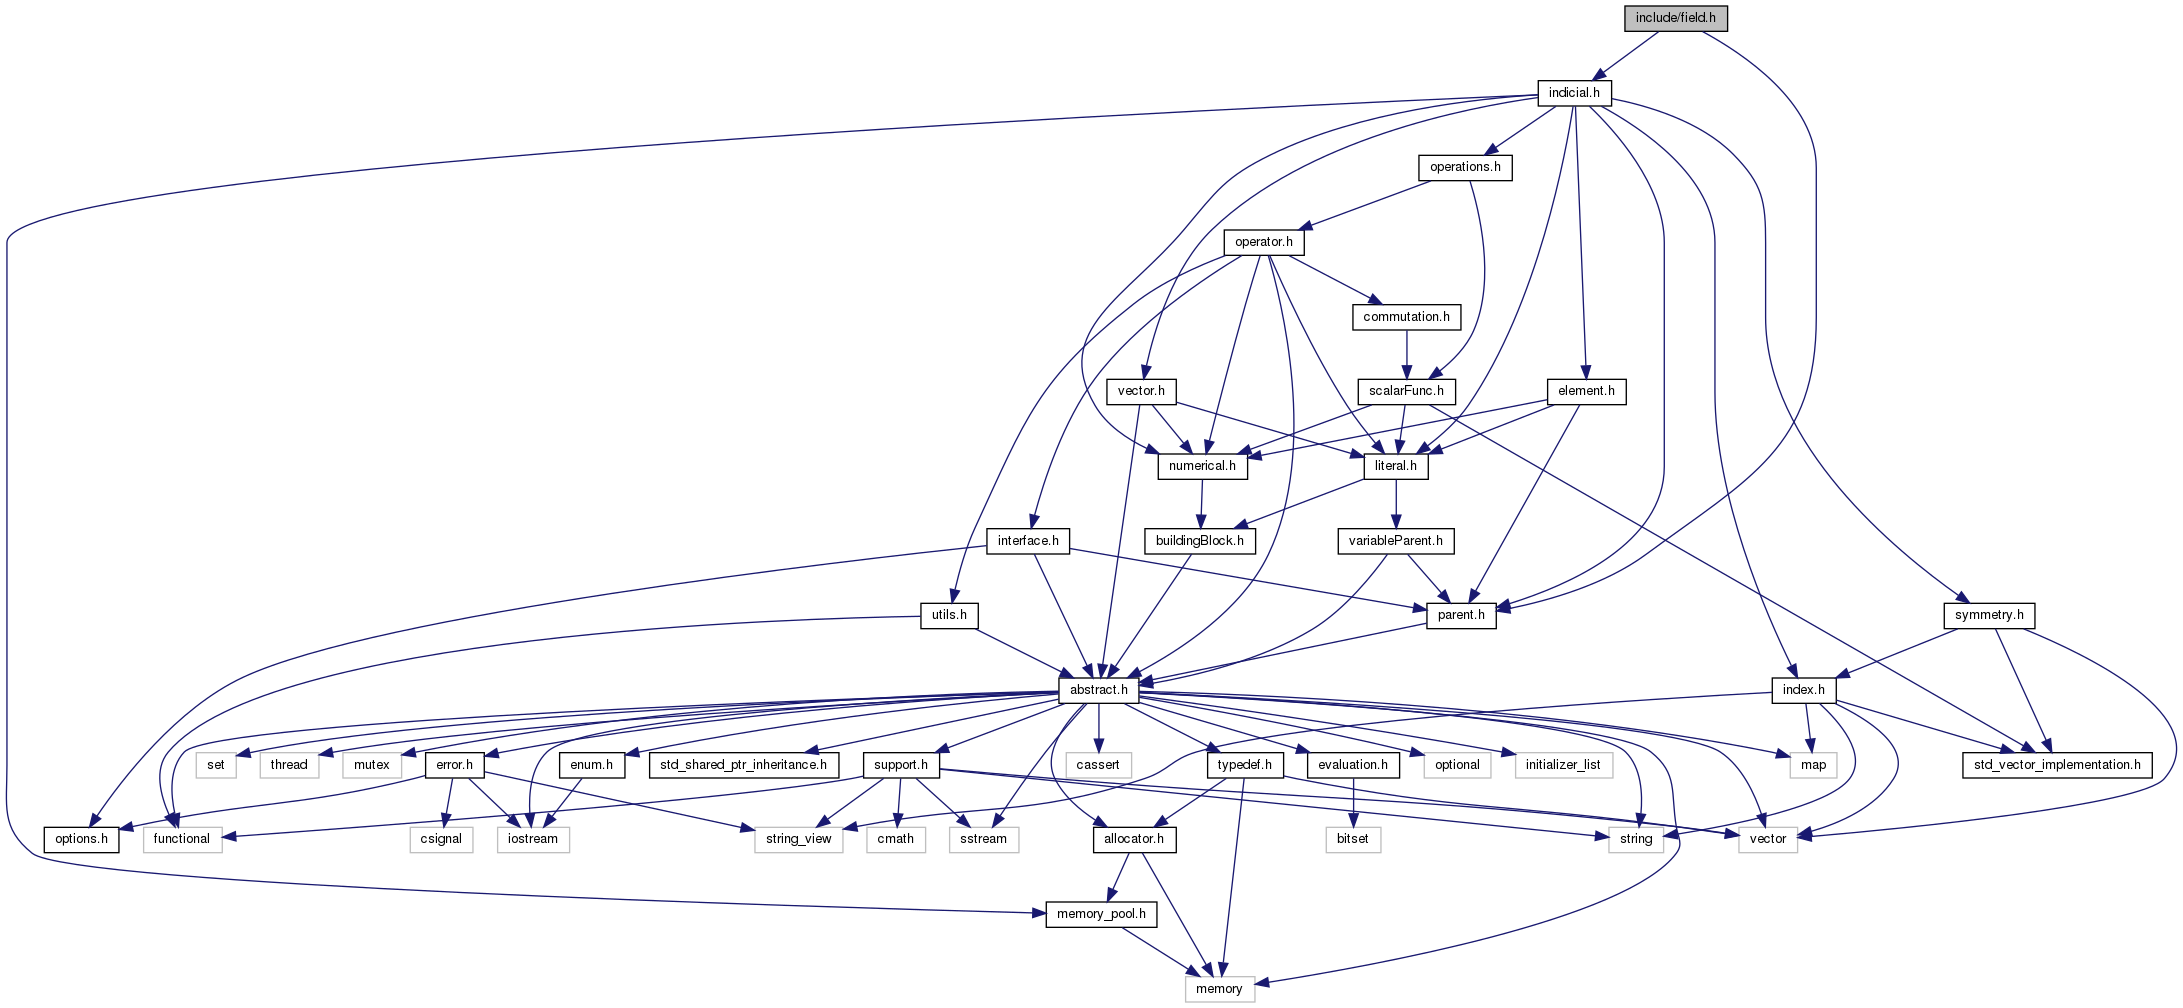 include/field.h
indicial.h
operations.h
operator.h
commutation.h
vector.h
scalarFunc.h
element.h
numerical.h
literal.h
interface.h
buildingBlock.h
variableParent.h
utils.h
parent.h
symmetry.h
abstract.h
index.h
set
thread
mutex
error.h
enum.h
std_shared_ptr_inheritance.h
support.h
cassert
typedef.h
evaluation.h
optional
initializer_list
map
std_vector_implementation.h
options.h
functional
csignal
iostream
string_view
cmath
sstream
allocator.h
bitset
string
vector
memory_pool.h
memory